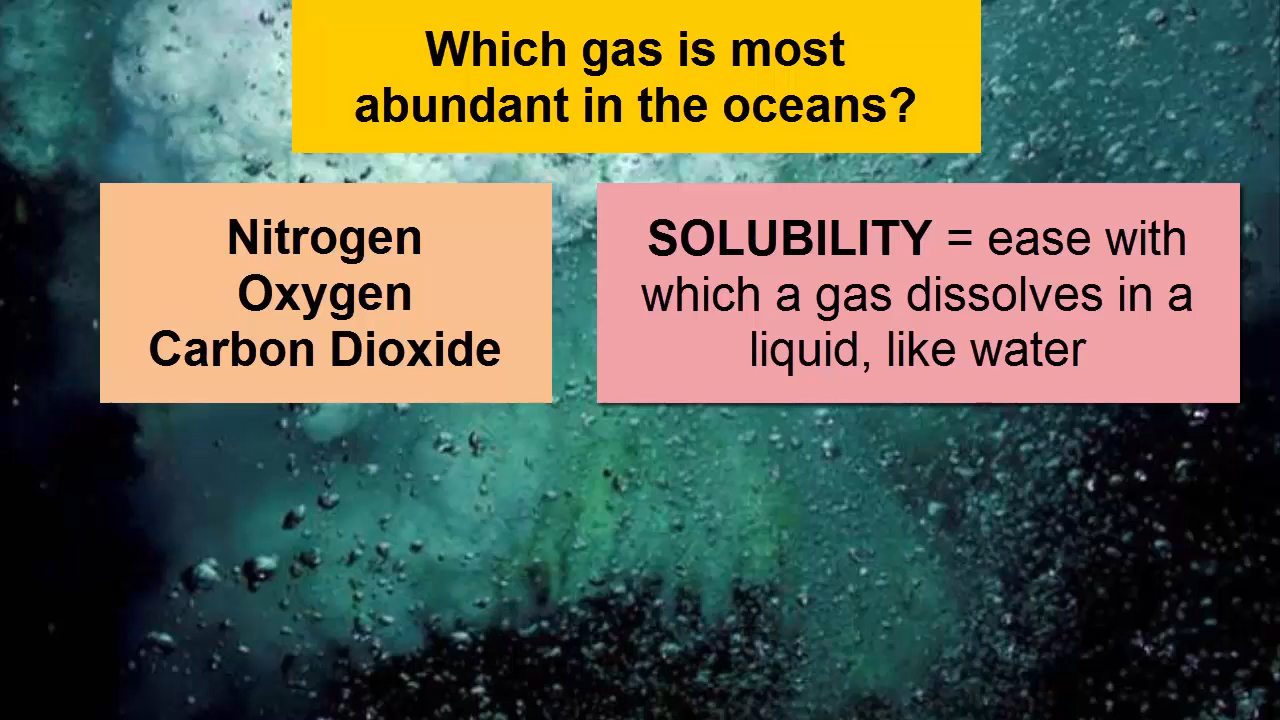 Which gas is most
abundant in the oceans?
Nitrogen
Oxygen
Carbon Dioxide
SOLUBILITY = ease with
which a gas dissolves in a
liquid, like water